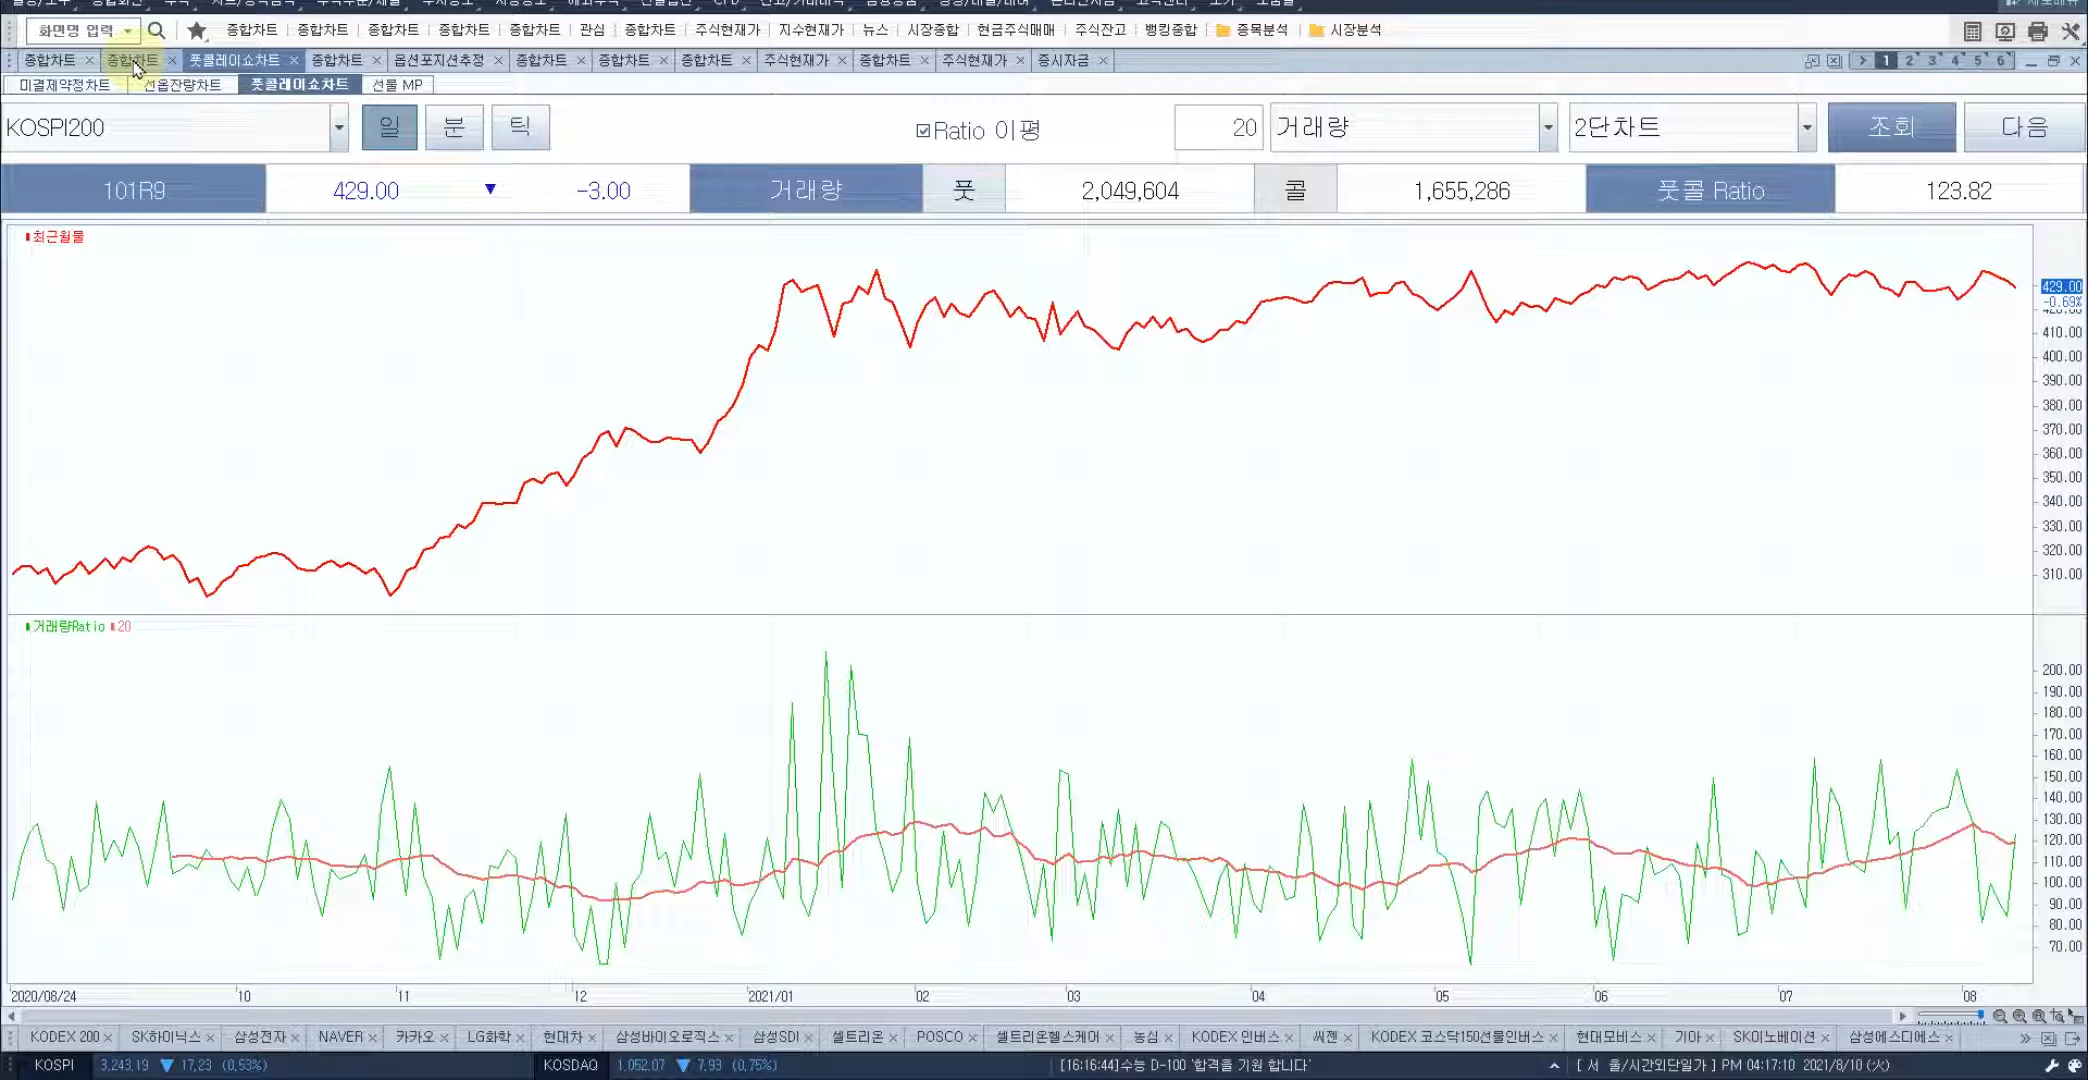 화면명 입력 종합차트 종합차트 종합차트 종합차트 종합차트 관심 종합차트 주식현재가 지수현재가 뉴스 시장종합 현금주식매매 주식잔고 뱅킹종합 종목분석 시장분석
종합차트 종합차트 풋콜레이쇼차트 종합차트 옵션포지션추정 종합차트 종합차트 종합차트 주식현재가 종합차트 주식현재가 증시자금 1 2 3 4 5 6
미결제약정차트 선옵잔량차트 풋콜레이쇼차트 선물 MP
KOSPI200 일 분 틱 Ratio 이평 20 거래량 2단차트 조회 다음
101R9 429.00 ▼ -3.00 거래량 풋 2,049,604 콜 1,655,286 풋콜 Ratio 123.82
최근월물
429.00
-0.69%
410.00
400.00
390.00
380.00
370.00
360.00
350.00
340.00
330.00
320.00
310.00
거래량Ratio 20
200.00
190.00
180.00
170.00
160.00
150.00
140.00
130.00
120.00
110.00
100.00
90.00
80.00
70.00
2020/08/24 10 11 12 2021/01 02 03 04 05 06 07 08
KODEX 200 SK하이닉스 삼성전자 NAVER 카카오 LG화학 현대차 삼성바이오로직스 삼성SDI 셀트리온 POSCO 셀트리온헬스케어 농심 KODEX 인버스 씨젠 KODEX 코스닥150선물인버스 현대모비스 기아 SK이노베이션 삼성에스디에스
KOSPI 3,243.19 ▼ 17,23 (0,53%) KOSDAQ 1,052.07 ▼ 7,93 (0,75%) [16:16:44]수능 D-100 '합격을 기원 합니다' [ 서 울/시간외단일가 ] PM 04:17:10 2021/8/10 (火)